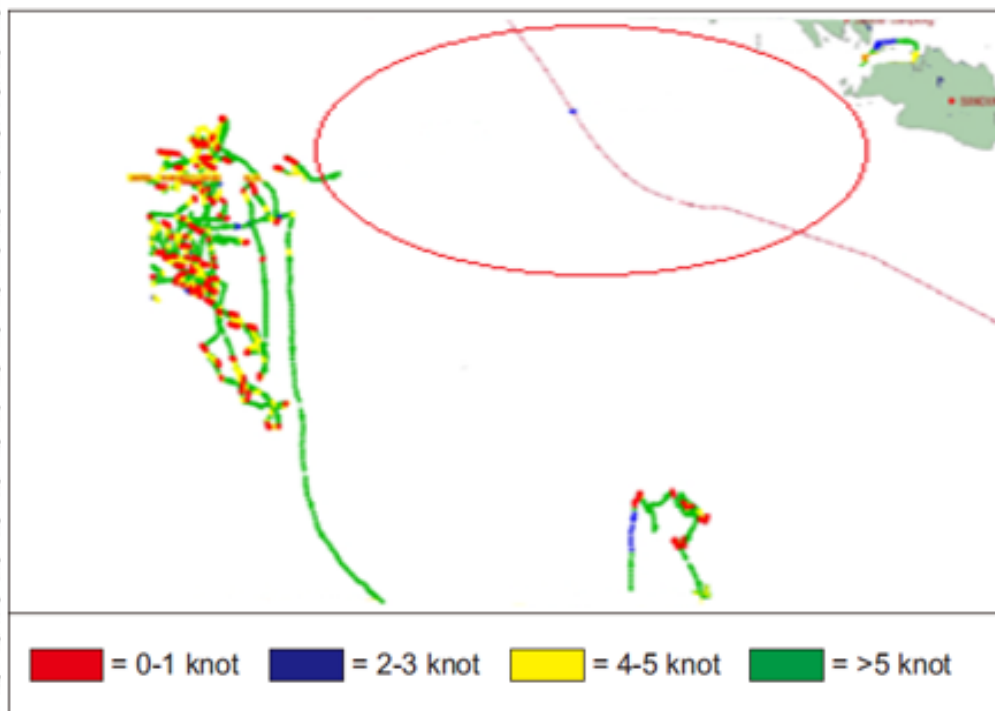 = 0-1 knot = 2-3 knot = 4-5 knot = >5 knot